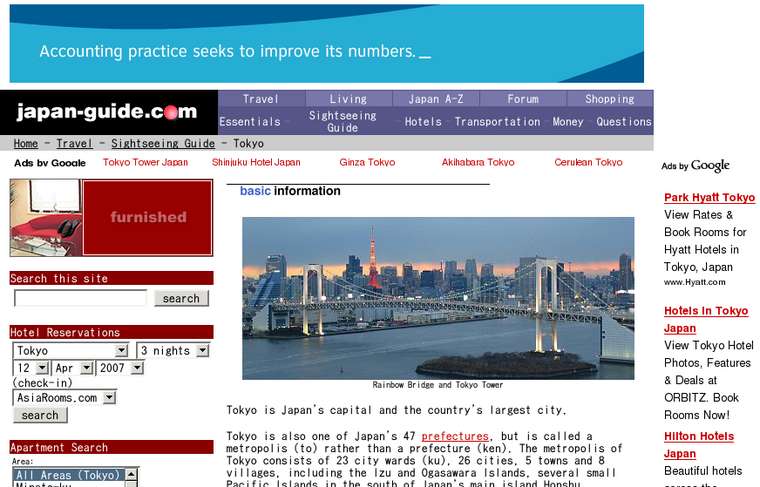 Accounting practice seeks to improve its numbers._
japan-guide.com
Travel Living Japan A-Z Forum Shopping
Essentials - Sightseeing Guide - Hotels - Transportation - Money - Questions
Home - Travel - Sightseeing Guide - Tokyo
Ads by Google Tokyo Tower Japan Shinjuku Hotel Japan Ginza Tokyo Akihabara Tokyo Cerulean Tokyo
furnished
Search this site
search
Hotel Reservations
Tokyo 3 nights
12 Apr 2007
(check-in)
AsiaRooms.com
search
Apartment Search
Area:
All Areas (Tokyo)
Minato-ku
basic information
Rainbow Bridge and Tokyo Tower
Tokyo is Japan's capital and the country's largest city.
Tokyo is also one of Japan's 47 prefectures, but is called a
metropolis (to) rather than a prefecture (ken). The metropolis of
Tokyo consists of 23 city wards (ku), 26 cities, 5 towns and 8
villages, including the Izu and Ogasawara Islands, several small
Pacific Islands in the south of Japan's main island Honshu.
Ads by Google
Park Hyatt Tokyo
View Rates &
Book Rooms for
Hyatt Hotels in
Tokyo, Japan
www.Hyatt.com
Hotels In Tokyo
Japan
View Tokyo Hotel
Photos, Features
& Deals at
ORBITZ. Book
Rooms Now!
Hilton Hotels
Japan
Beautiful hotels
across the